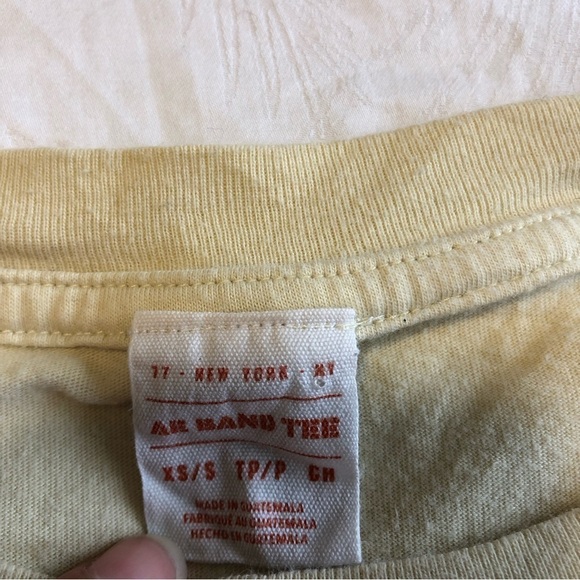 77 - NEW YORK - NY
AE BAND TEE
XS/S TP/P CH
MADE IN GUATEMALA
FABRIQUÉ AU GUATEMALA
HECHO EN GUATEMALA